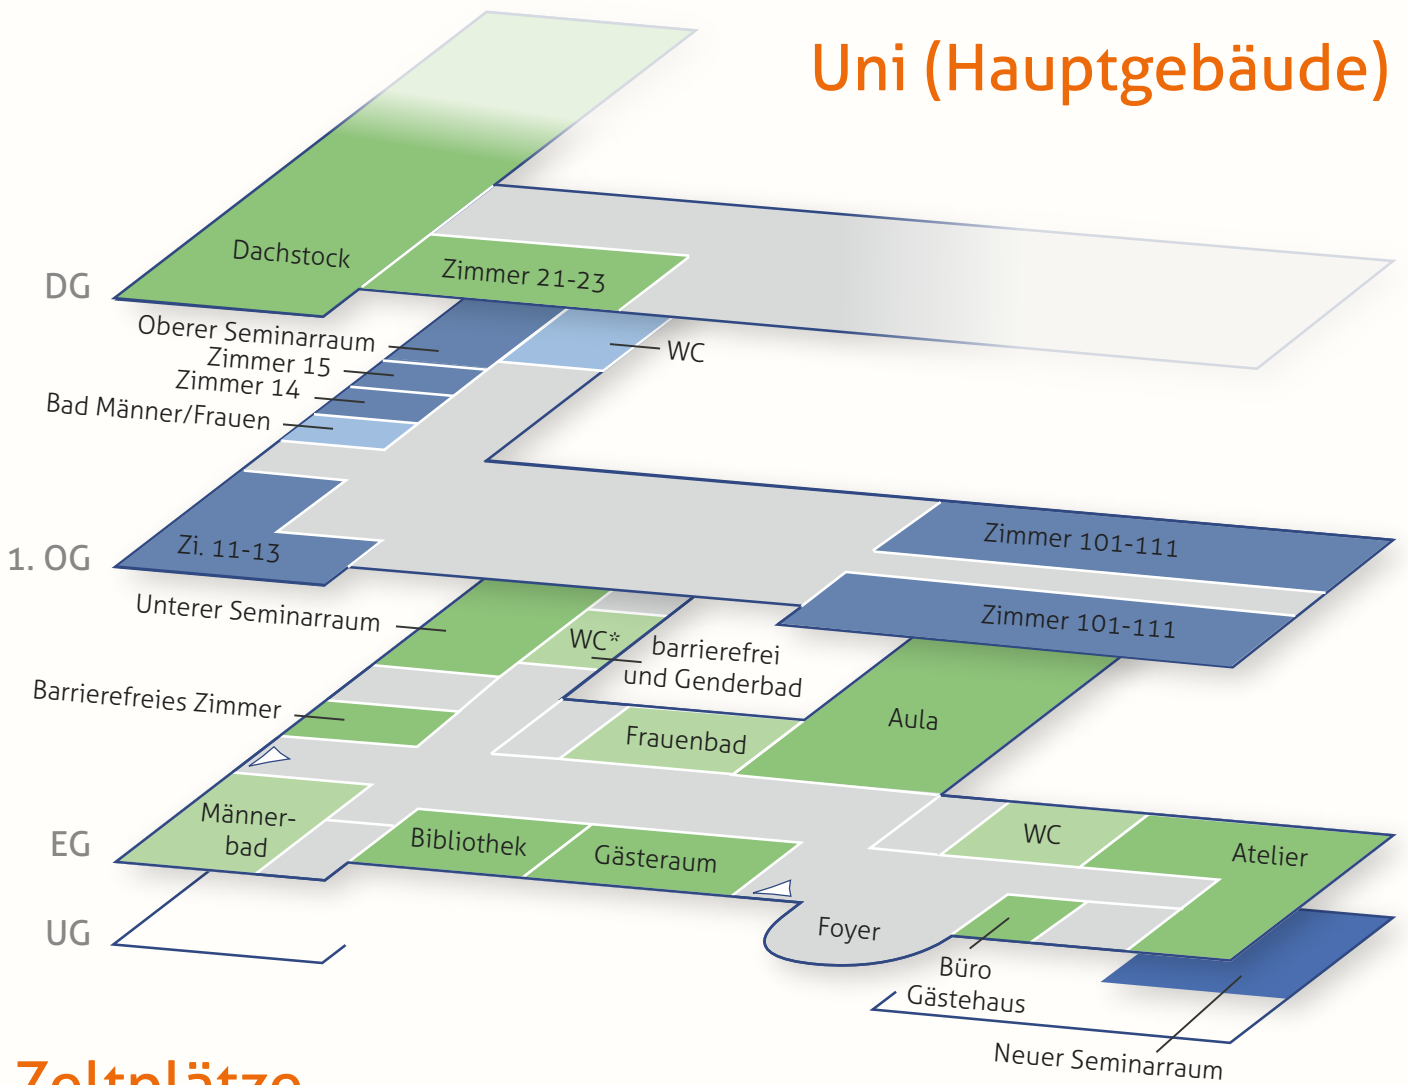 Uni (Hauptgebäude)
DG
Dachstock
Zimmer 21-23
Oberer Seminarraum
Zimmer 15
Zimmer 14
Bad Männer/Frauen
WC
1. OG
Zi. 11-13
Zimmer 101-111
Zimmer 101-111
Unterer Seminarraum
WC*
barrierefrei
und Genderbad
Barrierefreies Zimmer
Frauenbad
Aula
EG
Männer-
bad
Bibliothek
Gästeraum
WC
Atelier
Foyer
Büro
Gästehaus
UG
Neuer Seminarraum
Zeltplätze